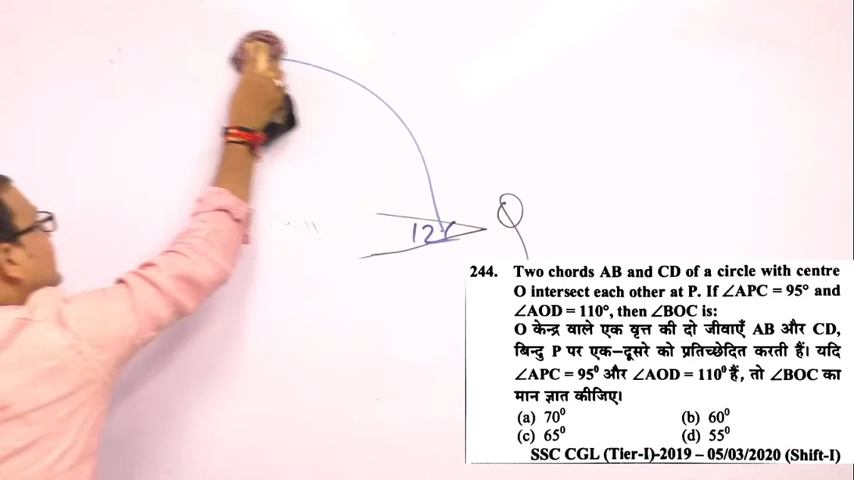 12
Q
244. Two chords AB and CD of a circle with centre
O intersect each other at P. If ∠APC = 95° and
∠AOD = 110°, then ∠BOC is:
O केन्द्र वाले एक वृत्त की दो जीवाएँ AB और CD,
बिन्दु P पर एक–दूसरे को प्रतिच्छेदित करती हैं। यदि
∠APC = 95⁰ और ∠AOD = 110⁰ हैं, तो ∠BOC का
मान ज्ञात कीजिए।
(a) 70⁰ (b) 60⁰
(c) 65⁰ (d) 55⁰
SSC CGL (Tier-I)-2019 – 05/03/2020 (Shift-I)